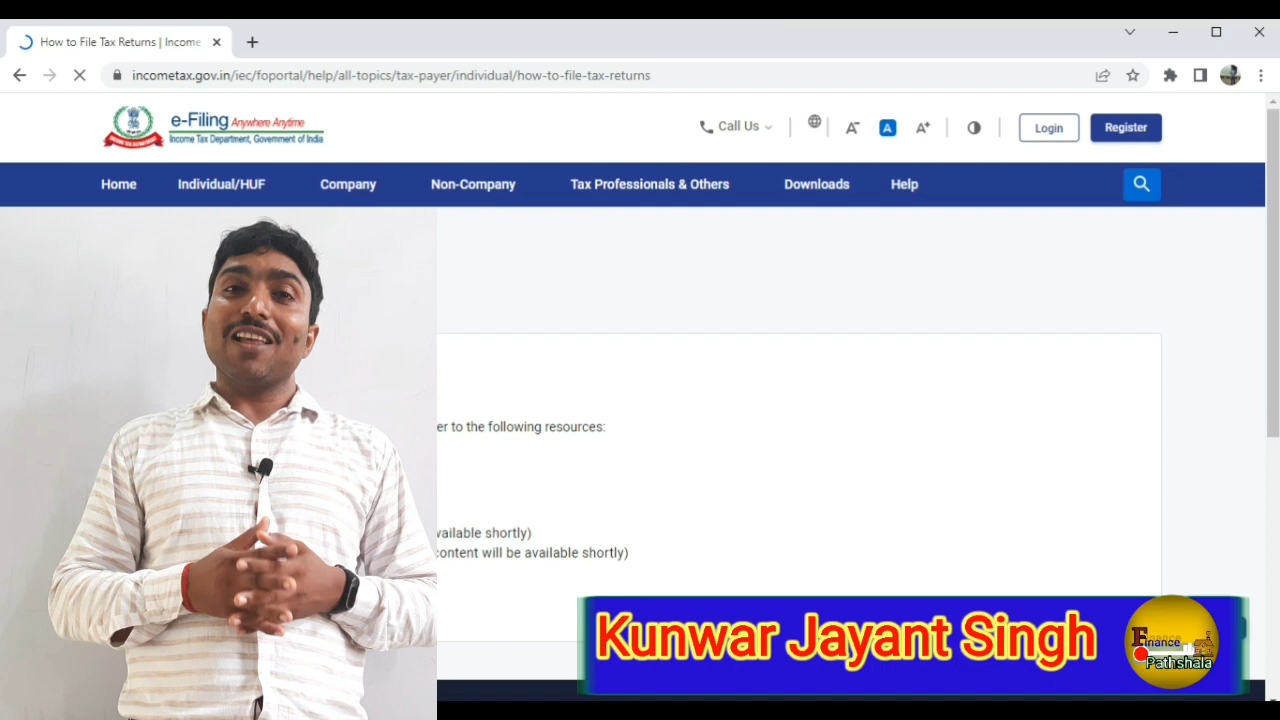 How to File Tax Returns | Income
incometax.gov.in/iec/foportal/help/all-topics/tax-payer/individual/how-to-file-tax-returns
e-Filing Anywhere Anytime
Income Tax Department, Government of India
Call Us
A-
A
A+
Login
Register
Home
Individual/HUF
Company
Non-Company
Tax Professionals & Others
Downloads
Help
er to the following resources:
vailable shortly)
content will be available shortly)
Kunwar Jayant Singh
Finance
Pathshala